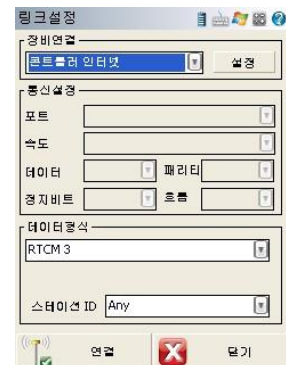 링크설정
장비연결
콘트롤러 인터넷
설정
통신설정
포트
속도
데이터
패리티
정지비트
흐름
데이터형식
RTCM 3
스테이션 ID Any
연결
닫기